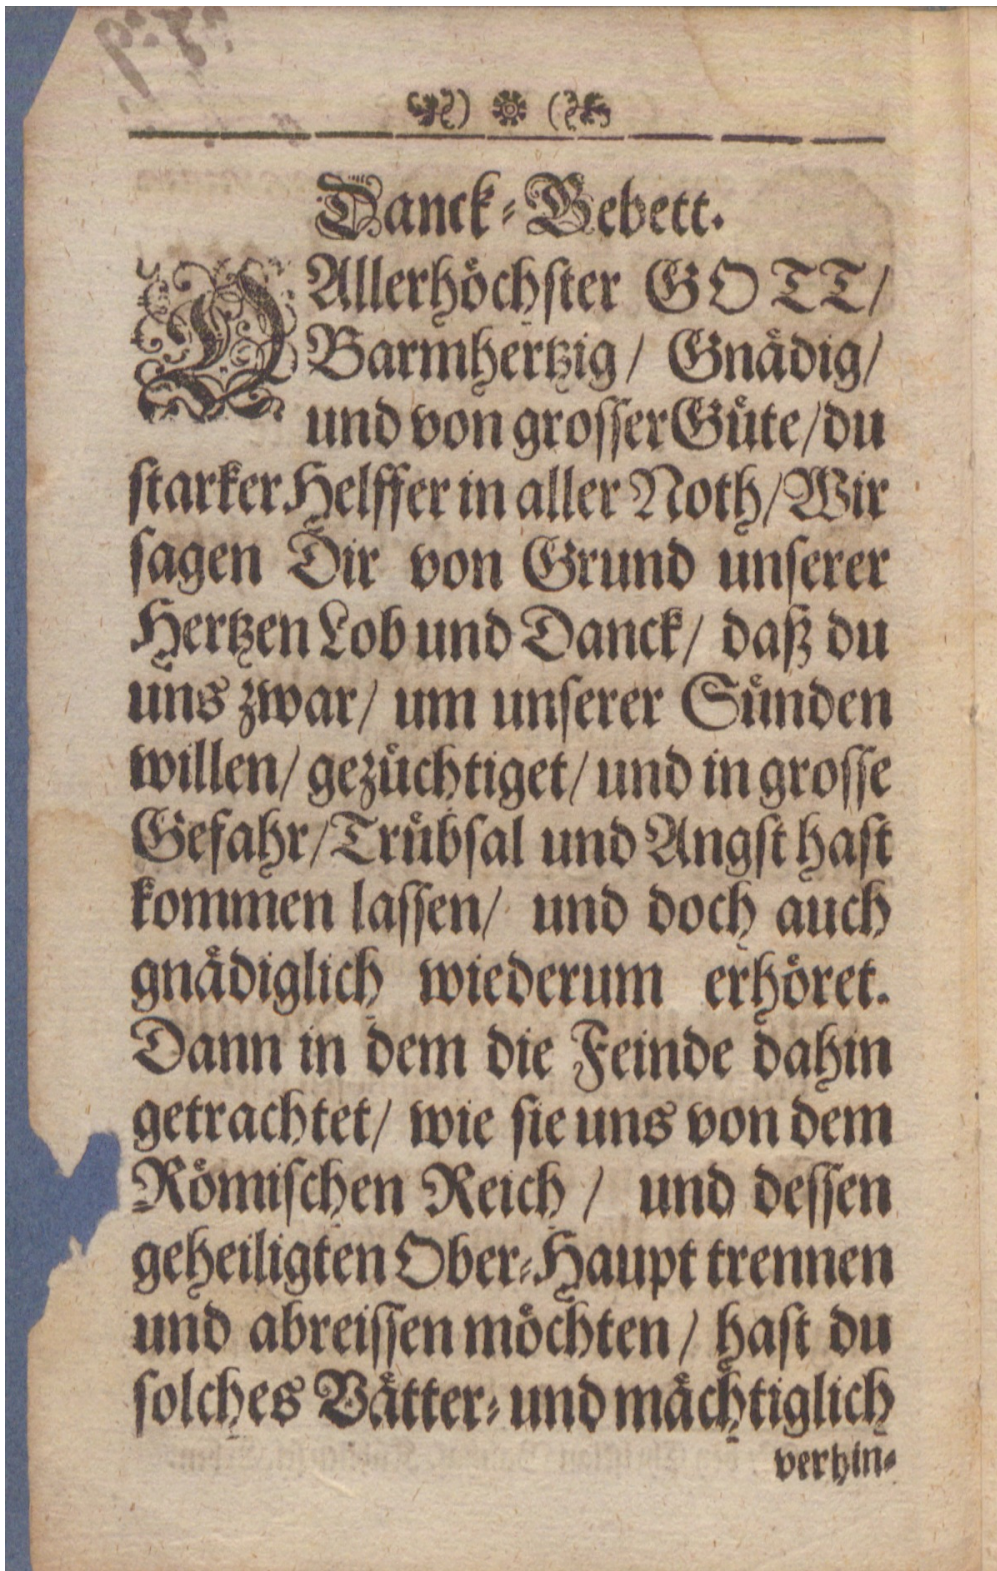 Danck-Gebett.
O Allerhöchster GOTT/
Barmhertzig/ Gnädig/
und von grosser Güte/ du
starker Helffer in aller Noth/ Wir
sagen Dir von Grund unserer
Hertzen Lob und Danck/ daß du
uns zwar/ um unserer Sünden
willen/ gezüchtiget/ und in grosse
Gefahr/ Trübsal und Angst hast
kommen lassen/ und doch auch
gnädiglich wiederum erhöret.
Dann in dem die Feinde dahin
getrachtet/ wie sie uns von dem
Römischen Reich / und dessen
geheiligten Ober-Haupt trennen
und abreissen möchten / hast du
solches Vätter- und mächtiglich
verhin-